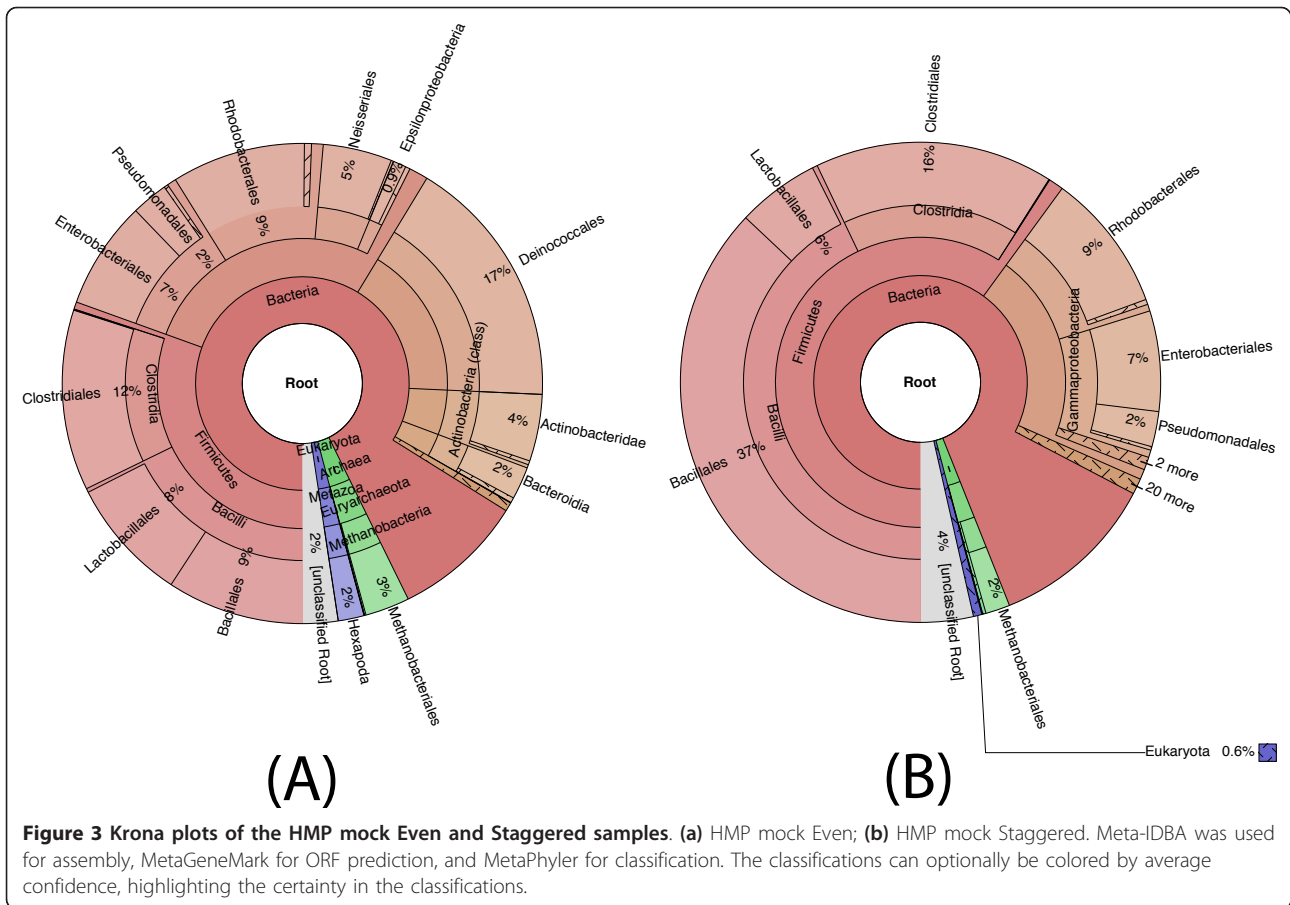 Rhodobacterales
9%
Neisseriales
5%
Epsilonproteobacteria
0.9%
Pseudomonadales
2%
Enterobacteriales
7%
Deinococcales
17%
Bacteria
Actinobacteria (class)
Root
Clostridiales
12%
Clostridia
Firmicutes
Actinobacteridae
4%
Bacteroidia
2%
Bacilli
Lactobacillales
8%
Bacillales
9%
Eukaryota
Archaea
Metazoa
Euryarchaeota
Methanobacteria
2%
[unclassified Root]
2%
Hexapoda
3%
Methanobacteriales
(A)
Clostridiales
16%
Clostridia
Lactobacillales
6%
Rhodobacterales
9%
Bacteria
Firmicutes
Gammaproteobacteria
Root
Enterobacteriales
7%
Pseudomonadales
2%
2 more
20 more
Bacilli
Bacillales
37%
4%
[unclassified Root]
2%
Methanobacteriales
Eukaryota 0.6%
(B)
Figure 3 Krona plots of the HMP mock Even and Staggered samples. (a) HMP mock Even; (b) HMP mock Staggered. Meta-IDBA was used
for assembly, MetaGeneMark for ORF prediction, and MetaPhyler for classification. The classifications can optionally be colored by average
confidence, highlighting the certainty in the classifications.